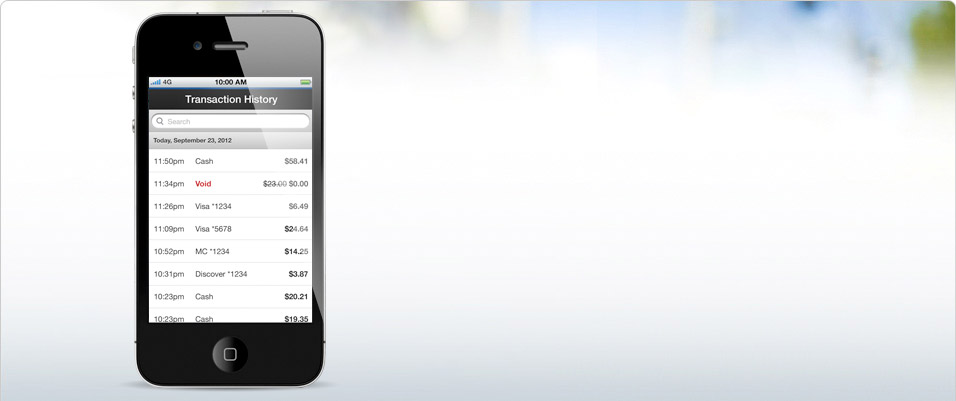 4G 10:00 AM
Transaction History
Search
Today, September 23, 2012
11:50pm Cash $58.41
11:34pm Void $23.00 $0.00
11:26pm Visa *1234 $6.49
11:09pm Visa *5678 $24.64
10:52pm MC *1234 $14.25
10:31pm Discover *1234 $3.87
10:23pm Cash $20.21
10:23pm Cash $19.35